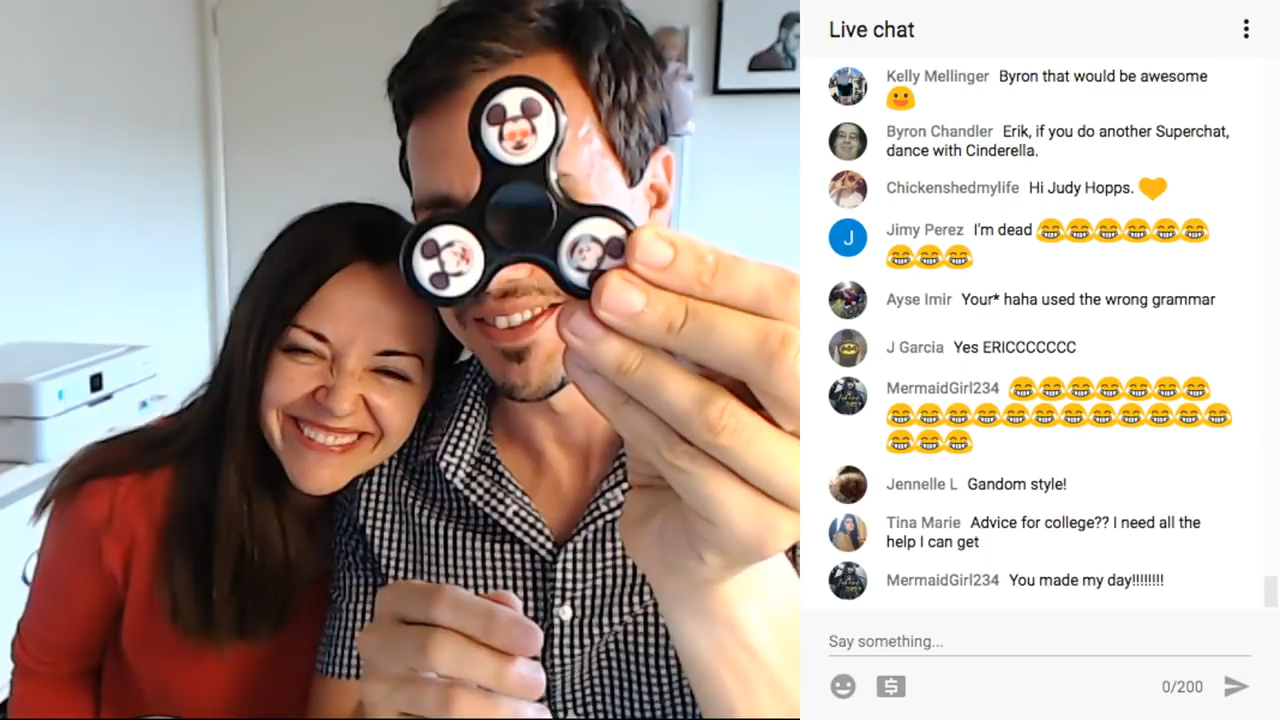 Live chat
Kelly Mellinger Byron that would be awesome
😃
Byron Chandler Erik, if you do another Superchat,
dance with Cinderella.
Chickenshedmylife Hi Judy Hopps. 💛
J
Jimy Perez I'm dead 😂😂😂😂😂😂
😂😂😂
Ayse Imir Your* haha used the wrong grammar
J Garcia Yes ERICCCCCCC
MermaidGirl234 😂😂😂😂😂😂😂
😂😂😂😂😂😂😂😂😂😂😂😂
😂😂😂
Jennelle L Gandom style!
Tina Marie Advice for college?? I need all the
help I can get
MermaidGirl234 You made my day!!!!!!!!
Say something...
0/200